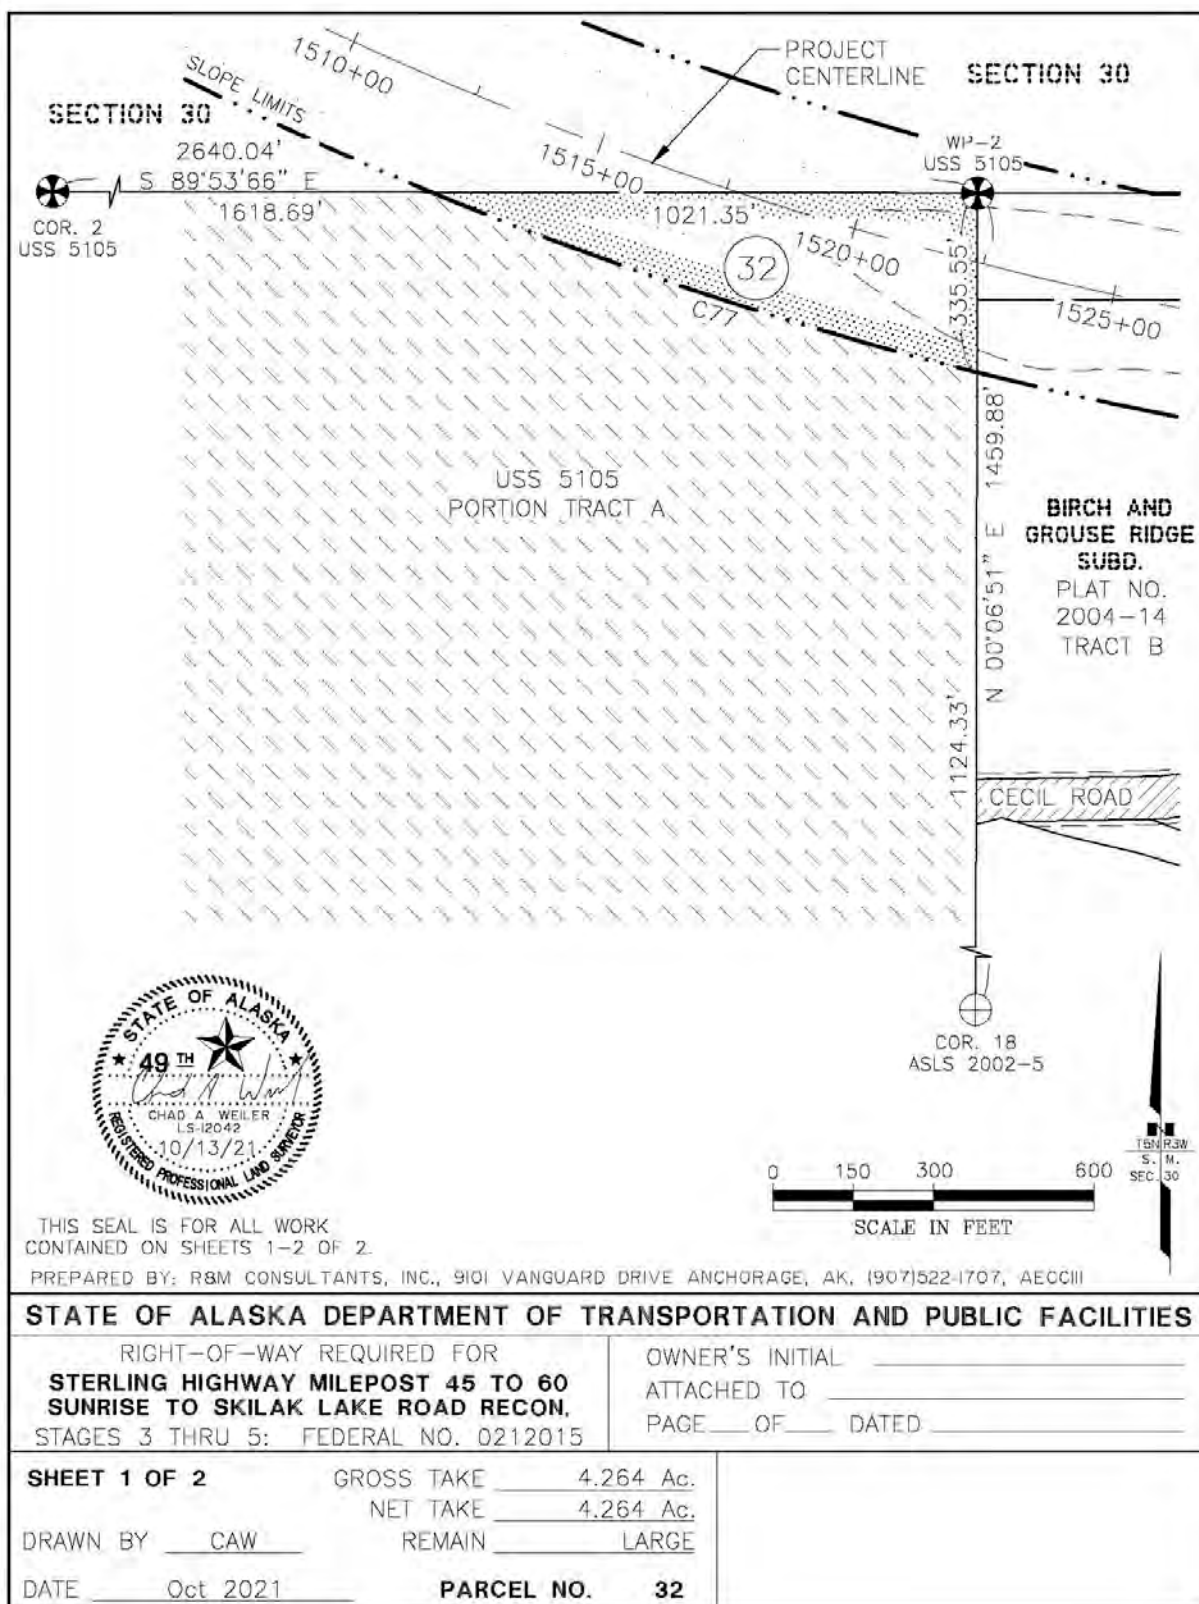 1510+00
PROJECT
CENTERLINE
SECTION 30
SLOPE LIMITS
SECTION 30
2640.04'
S 89°53'66" E
1618.69'
1515+00
WP-2
USS 5105
COR. 2
USS 5105
1021.35'
1520+00
32
335.55'
C77
1525+00
1459.88'
N 00°06'51" E
1124.33'
USS 5105
PORTION TRACT A
BIRCH AND
GROUSE RIDGE
SUBD.
PLAT NO.
2004-14
TRACT B
CECIL ROAD
COR. 18
ASLS 2002-5
STATE OF ALASKA
49 TH
CHAD A. WEILER
LS-12042
10/13/21
REGISTERED PROFESSIONAL LAND SURVEYOR
T5N R3W
S. M.
SEC. 30
0 150 300 600
SCALE IN FEET
THIS SEAL IS FOR ALL WORK
CONTAINED ON SHEETS 1-2 OF 2.
PREPARED BY: R&M CONSULTANTS, INC., 9101 VANGUARD DRIVE ANCHORAGE, AK, (907)522-1707, AECC111
STATE OF ALASKA DEPARTMENT OF TRANSPORTATION AND PUBLIC FACILITIES
RIGHT-OF-WAY REQUIRED FOR
STERLING HIGHWAY MILEPOST 45 TO 60
SUNRISE TO SKILAK LAKE ROAD RECON.
STAGES 3 THRU 5: FEDERAL NO. 0212015
OWNER'S INITIAL
ATTACHED TO
PAGE OF DATED
SHEET 1 OF 2 GROSS TAKE 4.264 Ac.
NET TAKE 4.264 Ac.
DRAWN BY CAW REMAIN LARGE
DATE Oct 2021 PARCEL NO. 32